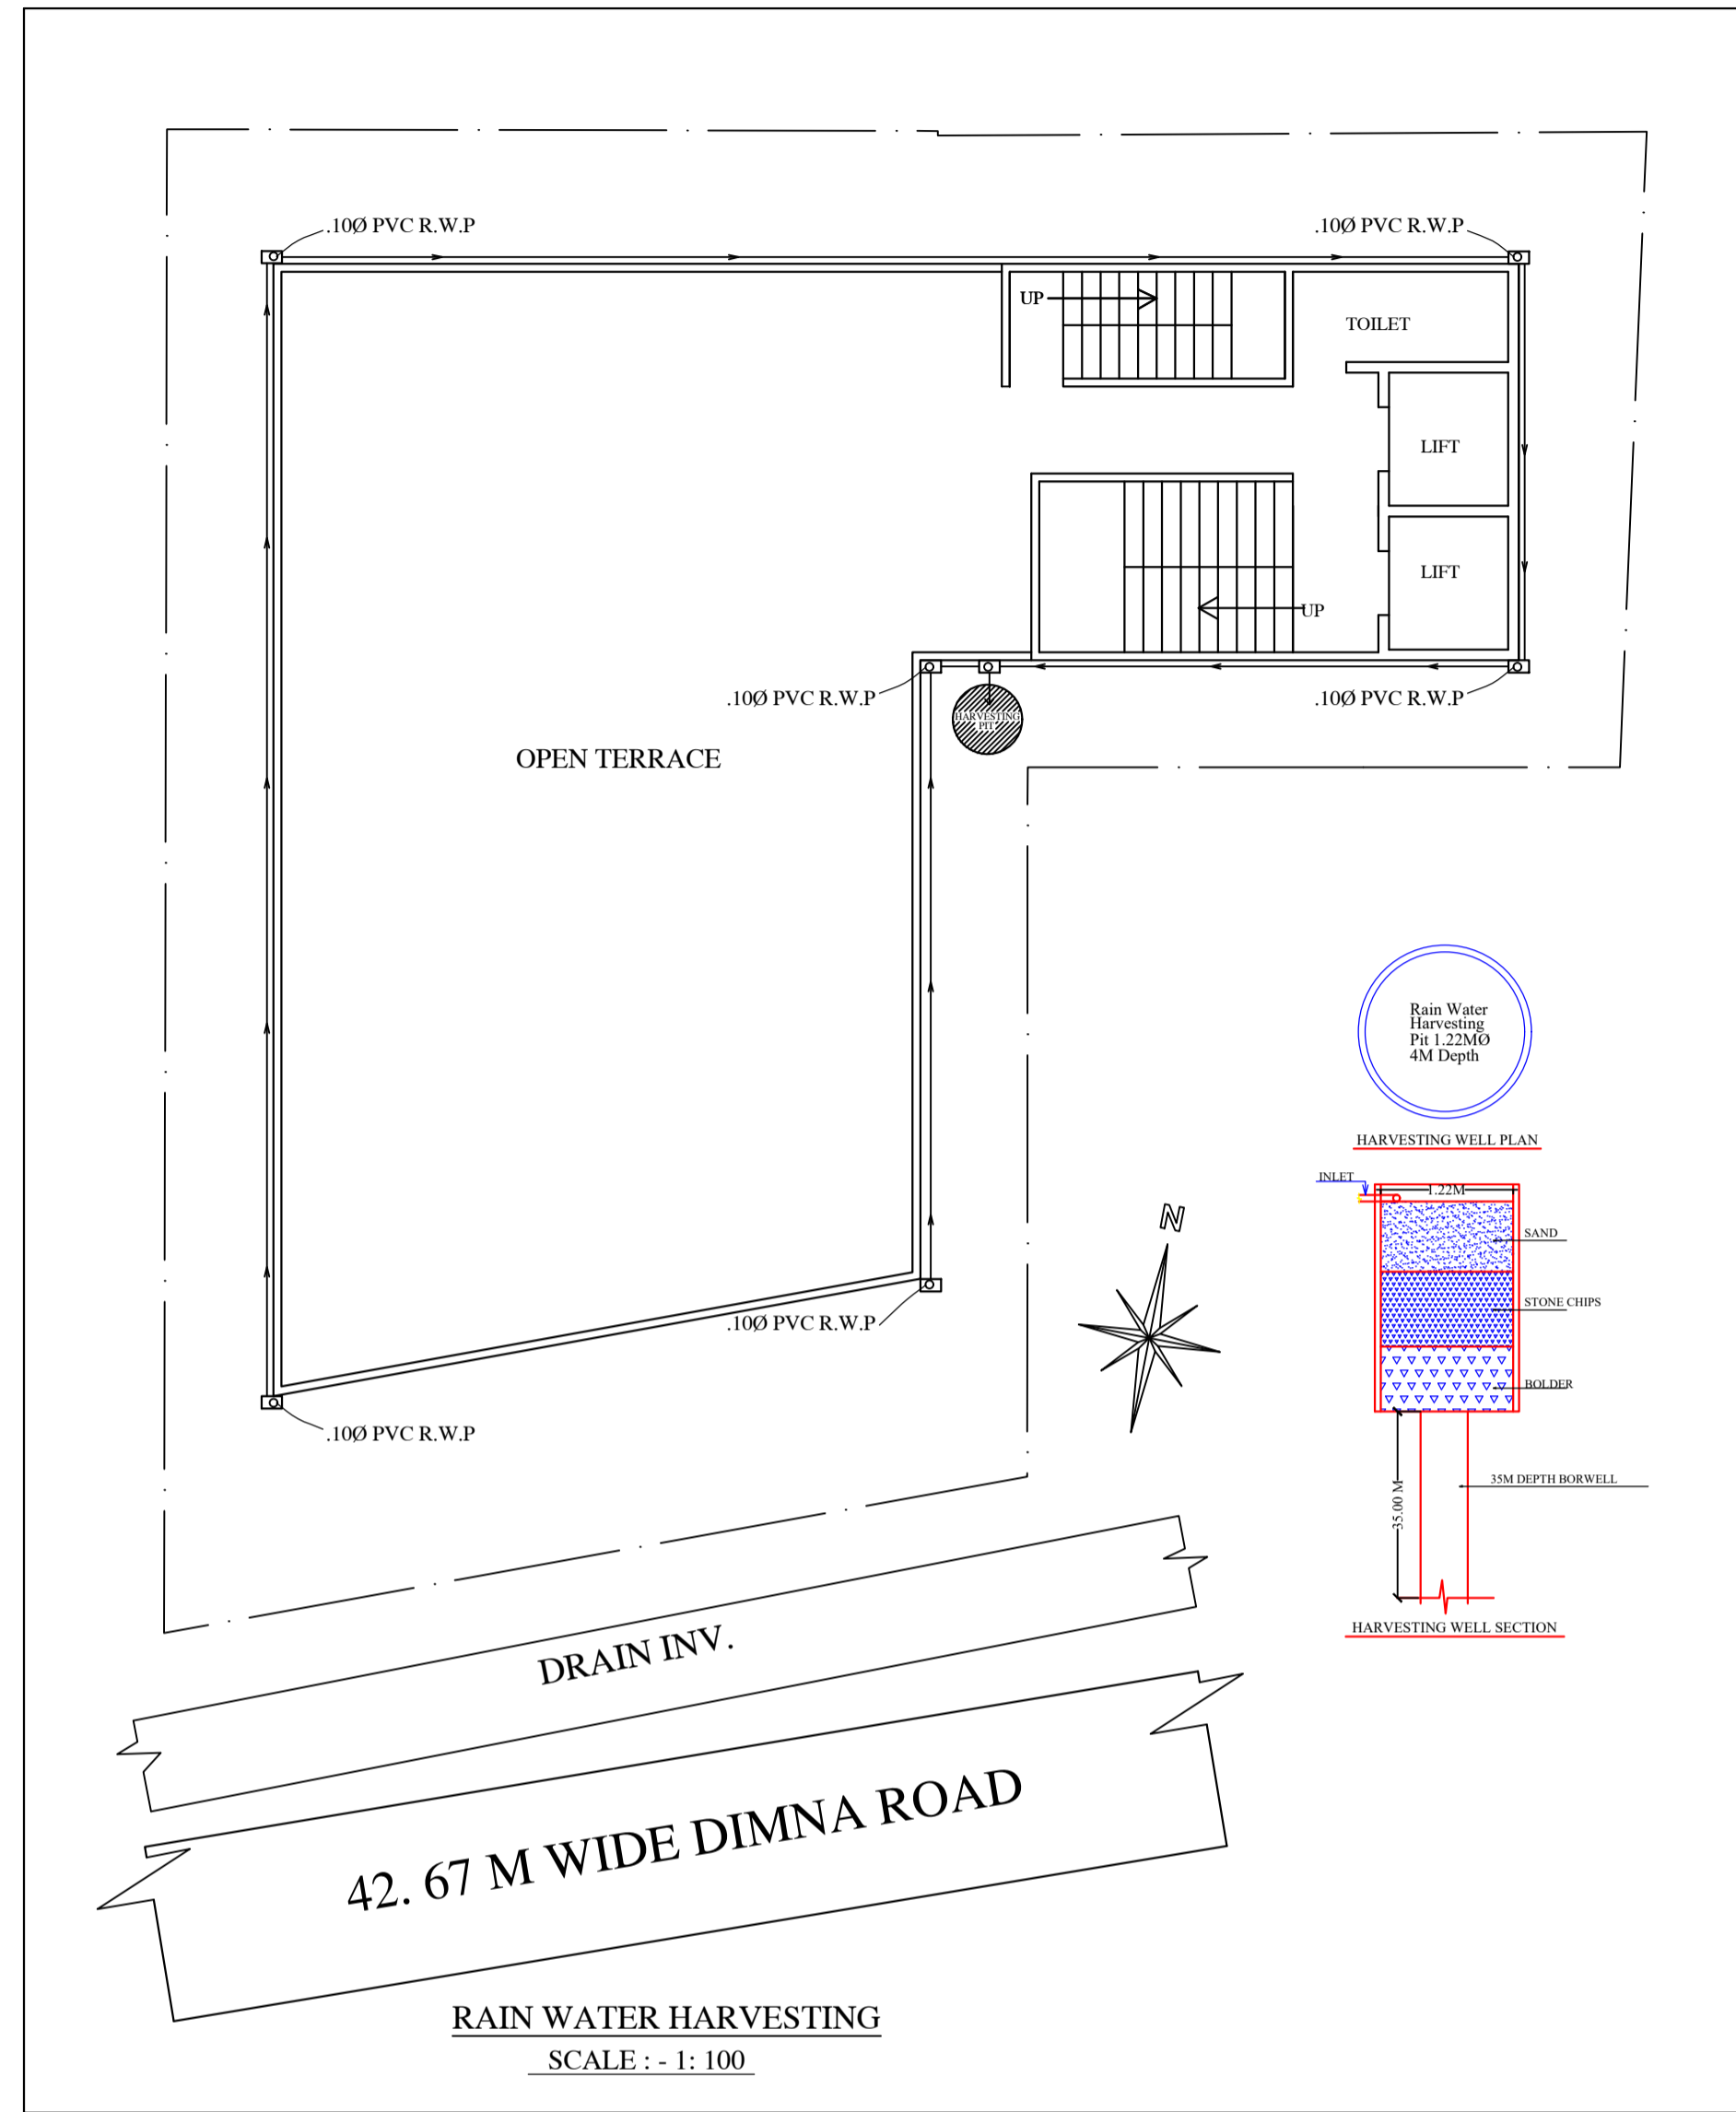 .10Ø PVC R.W.P
.10Ø PVC R.W.P
UP
TOILET
LIFT
LIFT
UP
.10Ø PVC R.W.P
.10Ø PVC R.W.P
HARVESTING
PIT
OPEN TERRACE
Rain Water
Harvesting
Pit 1.22MØ
4M Depth
HARVESTING WELL PLAN
INLET
1.22M
SAND
N
STONE CHIPS
.10Ø PVC R.W.P
BOLDER
.10Ø PVC R.W.P
35M DEPTH BORWELL
35.00 M
HARVESTING WELL SECTION
DRAIN INV.
42. 67 M WIDE DIMNA ROAD
RAIN WATER HARVESTING
SCALE : - 1: 100